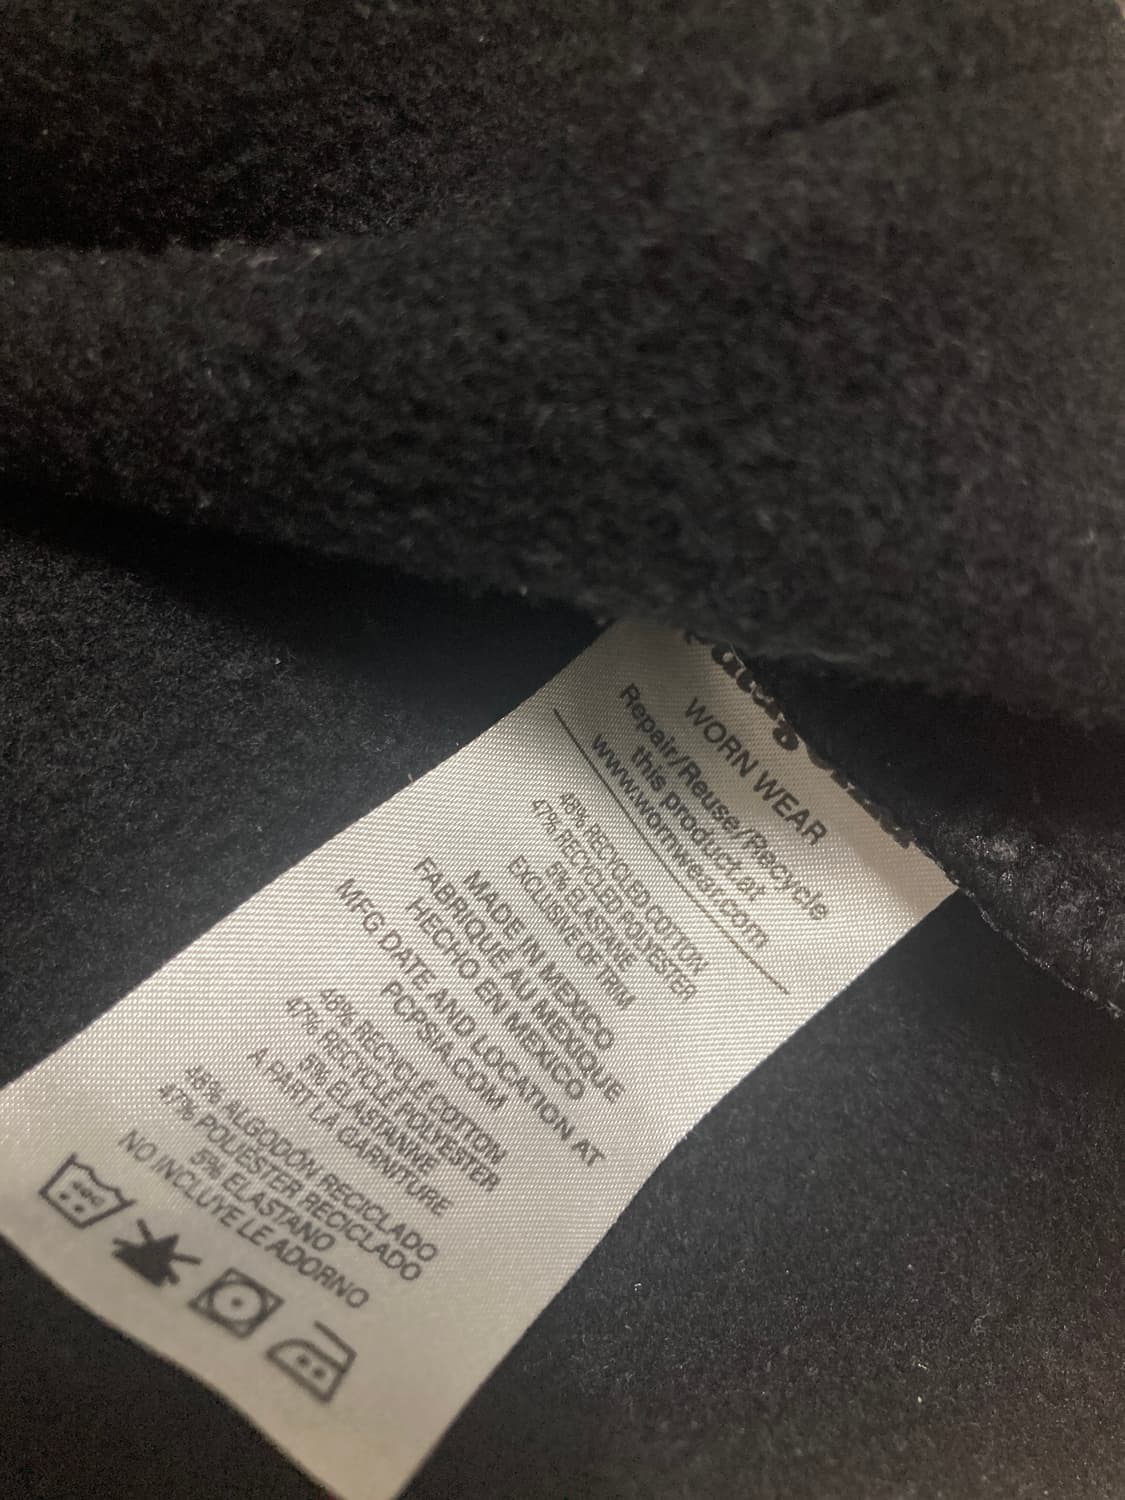 WORN WEAR
Repair/Reuse/Recycle
this product at
www.wornwear.com
48% RECYCLED COTTON
47% RECYCLED POLYESTER
5% ELASTANE
EXCLUSIVE OF TRIM
MADE IN MEXICO
FABRIQUÉ AU MEXIQUE
HECHO EN MEXICO
MFG DATE AND LOCATION AT
PCPSIA.COM
48% RECYCLÉ COTTON
47% RECYCLÉ POLYESTER
5% ELASTANNE
A PART LA GARNITURE
48% ALGODÓN RECICLADO
47% POLIÉSTER RECICLADO
5% ELASTANO
NO INCLUYE LE ADORNO